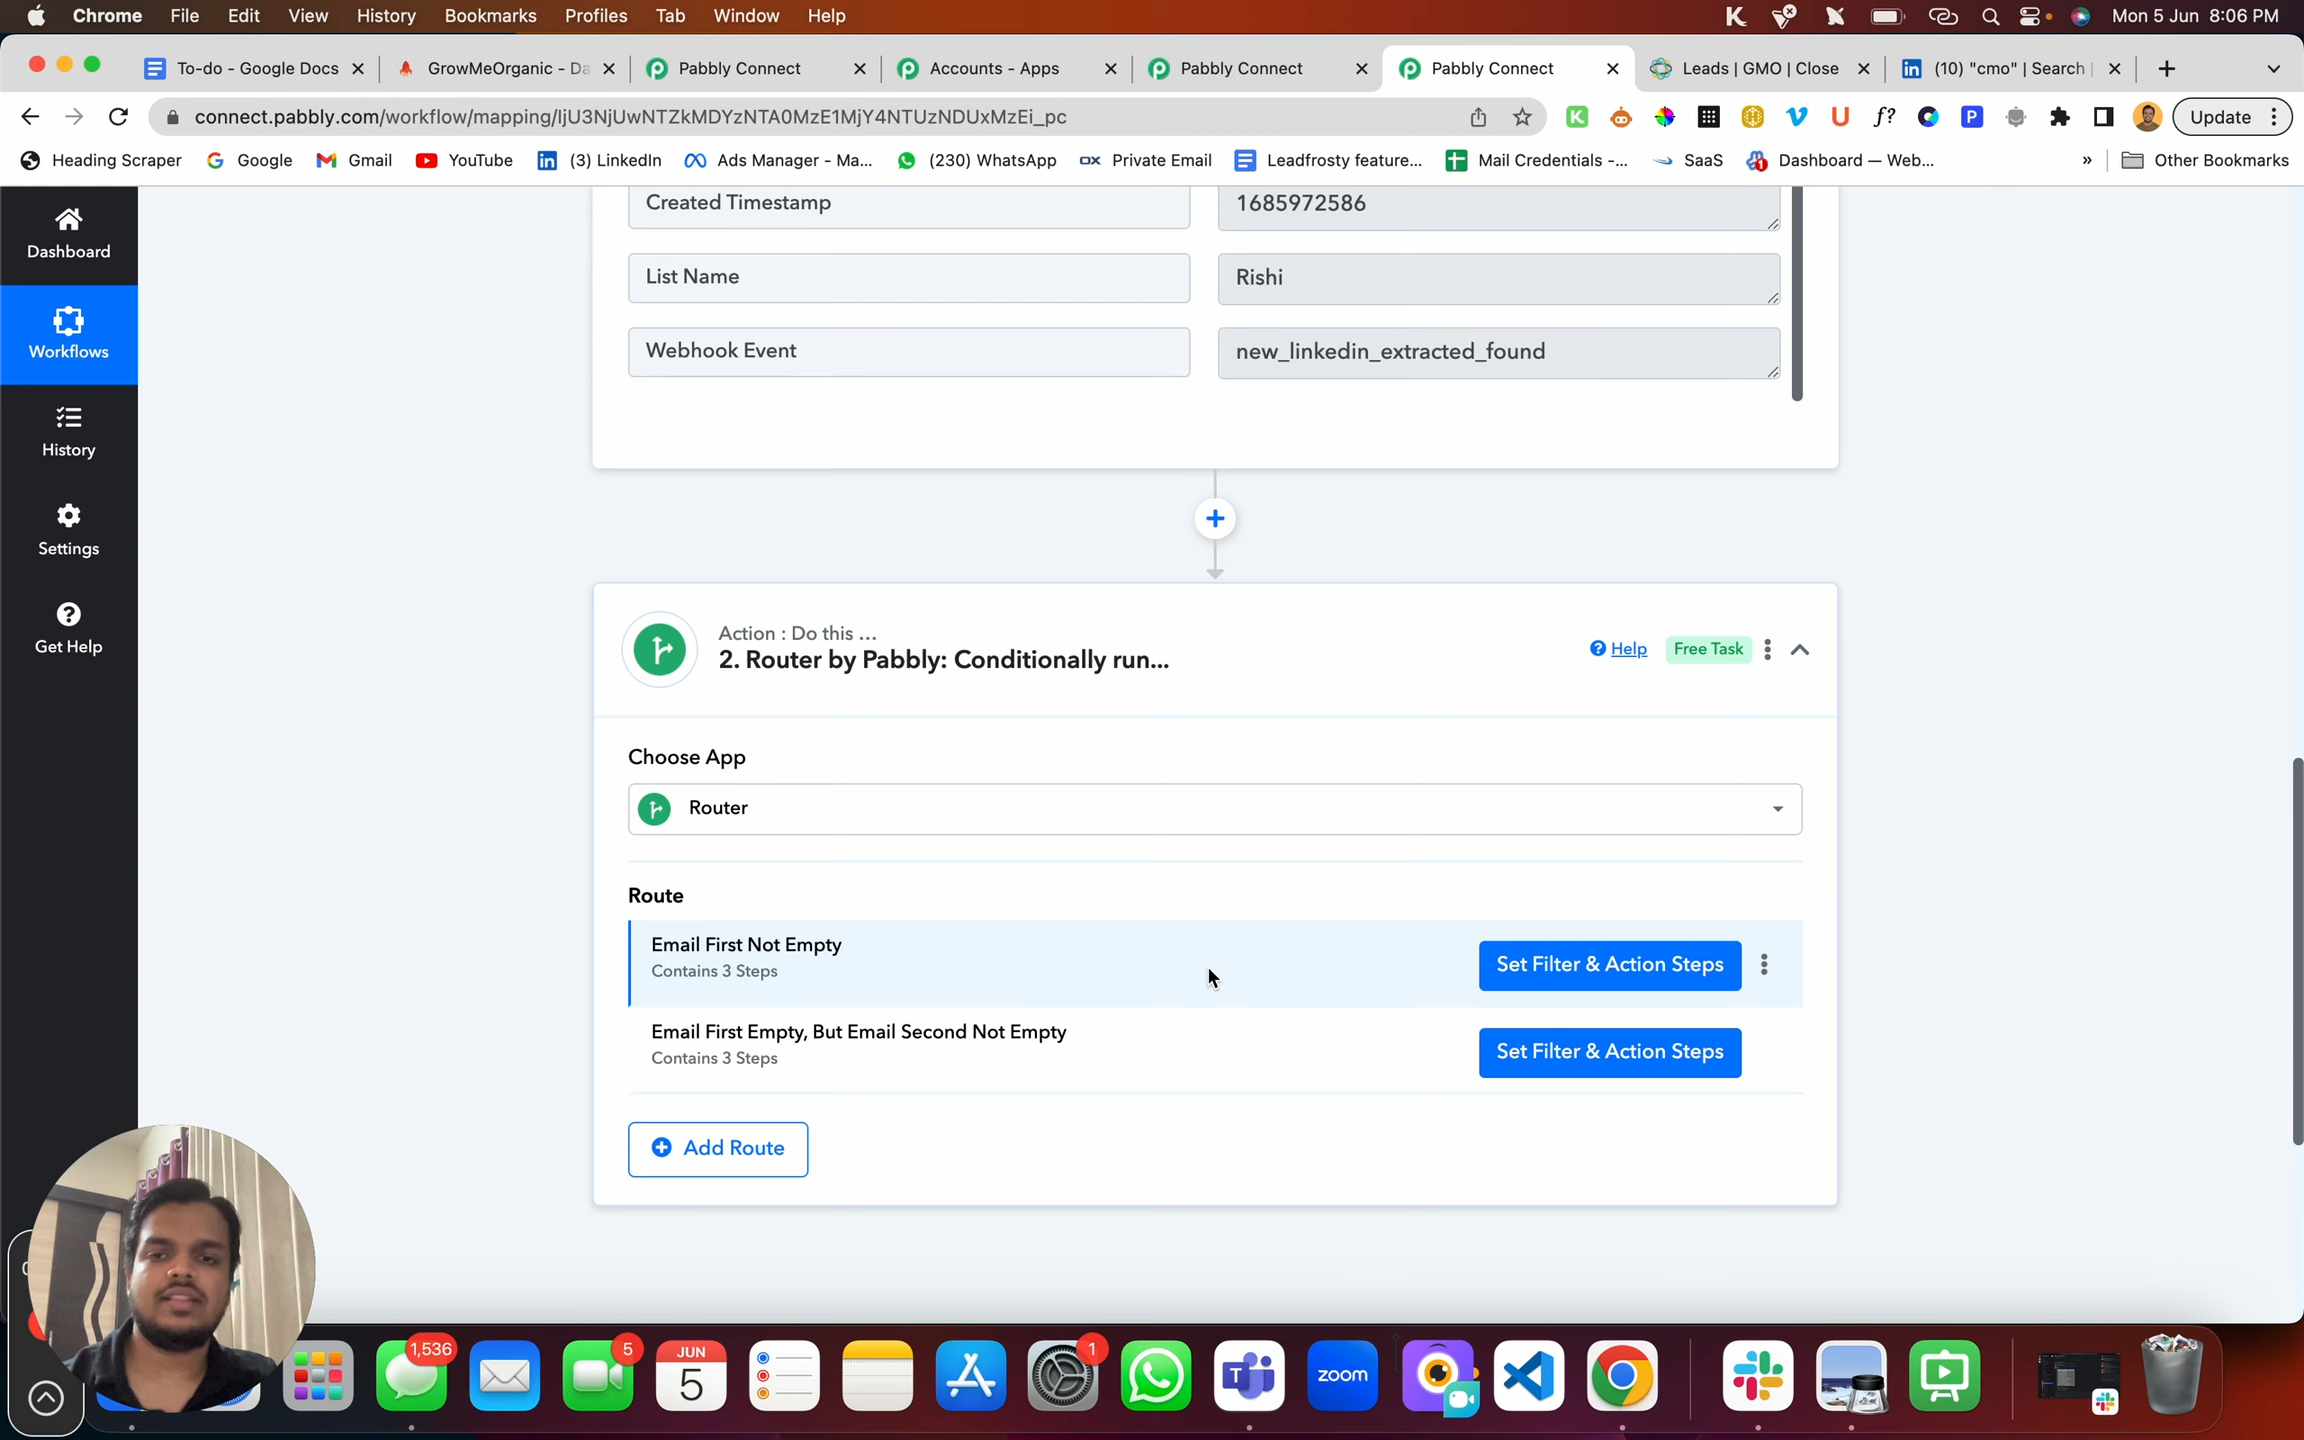 Chrome File Edit View History Bookmarks Profiles Tab Window Help Mon 5 Jun 8:06 PM
To-do - Google Docs GrowMeOrganic - Da Pabbly Connect Accounts - Apps Pabbly Connect Pabbly Connect Leads | GMO | Close (10) "cmo" | Search |
connect.pabbly.com/workflow/mapping/IjU3NjUwNTZkMDYzNTA0MzE1MjY4NTUzNDUxMzEi_pc Update
Heading Scraper Google Gmail YouTube (3) LinkedIn Ads Manager - Ma... (230) WhatsApp Private Email Leadfrosty feature... Mail Credentials -... SaaS Dashboard — Web... » Other Bookmarks
Dashboard
Workflows
History
Settings
Get Help
Created Timestamp 1685972586
List Name Rishi
Webhook Event new_linkedin_extracted_found
Action : Do this ...
2. Router by Pabbly: Conditionally run...
Help Free Task
Choose App
Router
Route
Email First Not Empty
Contains 3 Steps
Set Filter & Action Steps
Email First Empty, But Email Second Not Empty
Contains 3 Steps
Set Filter & Action Steps
Add Route
1,536 5 JUN 5 1 zoom